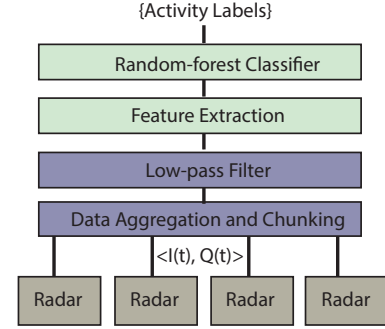 {Activity Labels}
Random-forest Classifier
Feature Extraction
Low-pass Filter
Data Aggregation and Chunking
<I(t), Q(t)>
Radar Radar Radar Radar